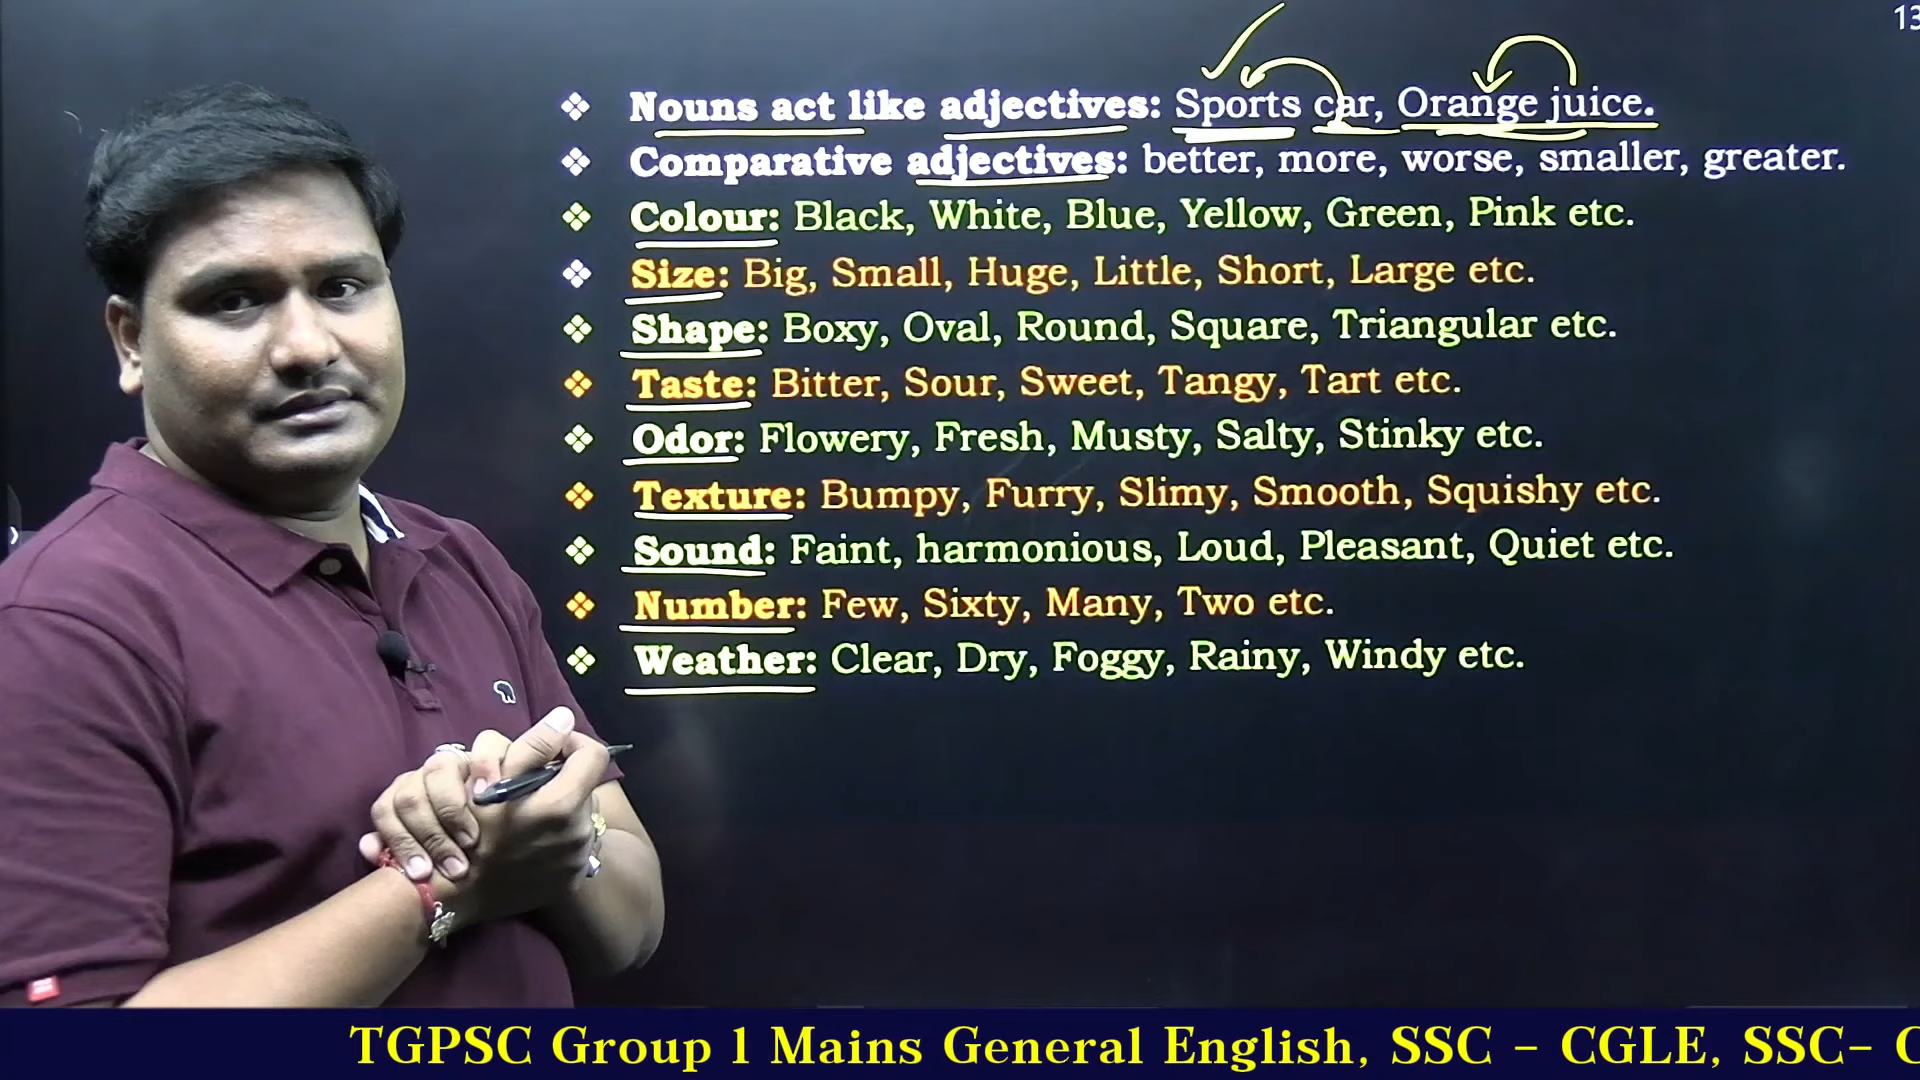 13
❖ Nouns act like adjectives: Sports car, Orange juice.
❖ Comparative adjectives: better, more, worse, smaller, greater.
❖ Colour: Black, White, Blue, Yellow, Green, Pink etc.
❖ Size: Big, Small, Huge, Little, Short, Large etc.
❖ Shape: Boxy, Oval, Round, Square, Triangular etc.
❖ Taste: Bitter, Sour, Sweet, Tangy, Tart etc.
❖ Odor: Flowery, Fresh, Musty, Salty, Stinky etc.
❖ Texture: Bumpy, Furry, Slimy, Smooth, Squishy etc.
❖ Sound: Faint, harmonious, Loud, Pleasant, Quiet etc.
❖ Number: Few, Sixty, Many, Two etc.
❖ Weather: Clear, Dry, Foggy, Rainy, Windy etc.
TGPSC Group 1 Mains General English, SSC – CGLE, SSC–